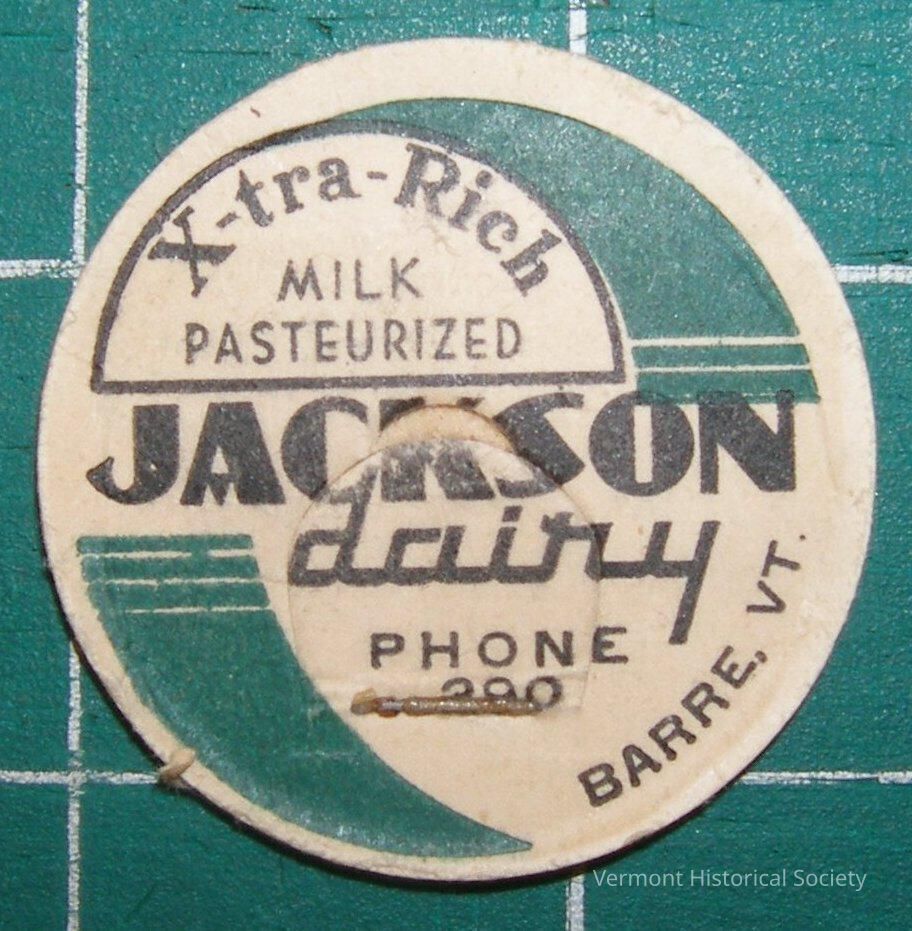 X-tra-Rich
MILK
PASTEURIZED
JACKSON
dairy
PHONE
BARRE, VT.
Vermont Historical Society